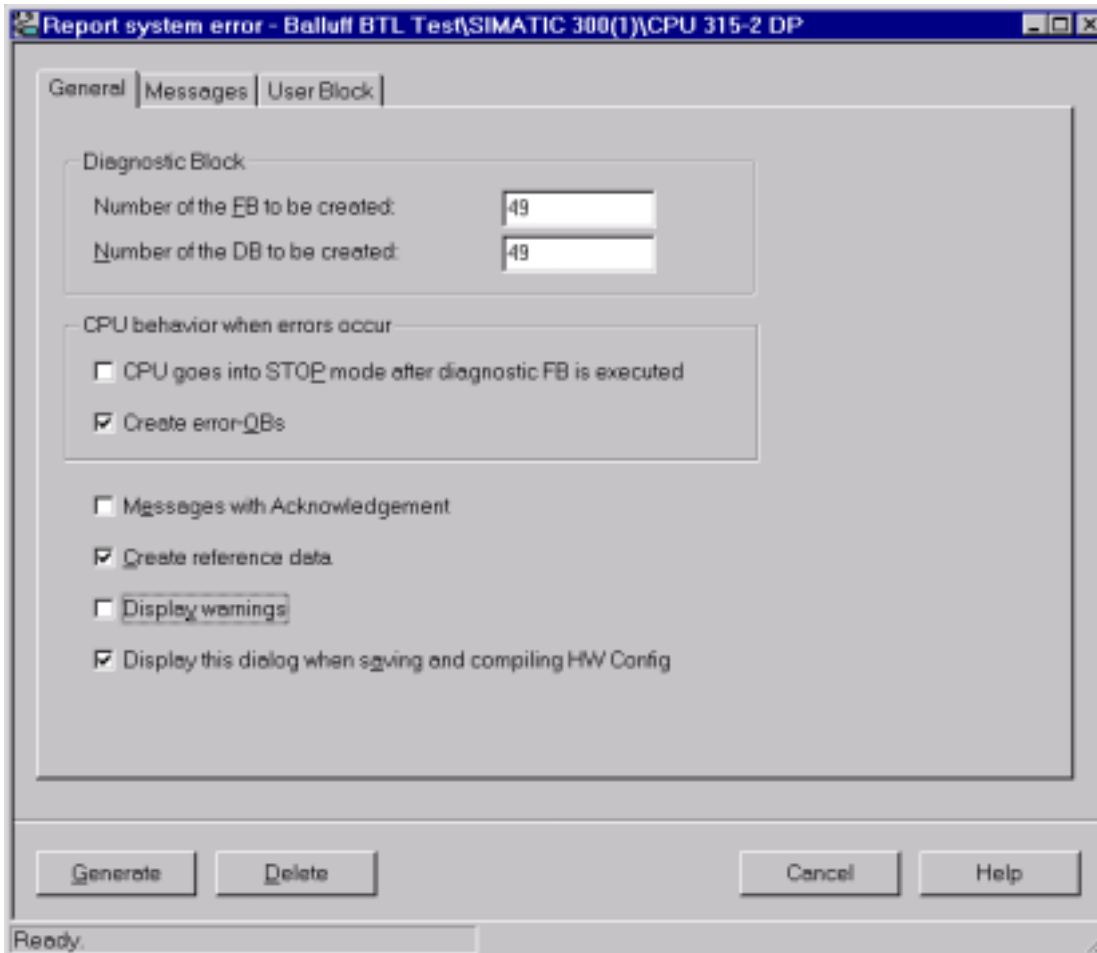 Report system error - Balluff BTL Test\SIMATIC 300(1)\CPU 315-2 DP
General Messages User Block
Diagnostic Block
Number of the FB to be created: 49
Number of the DB to be created: 49
CPU behavior when errors occur
CPU goes into STOP mode after diagnostic FB is executed
Create error-OBs
Messages with Acknowledgement
Create reference data
Display warnings
Display this dialog when saving and compiling HW Config
Generate Delete Cancel Help
Ready.